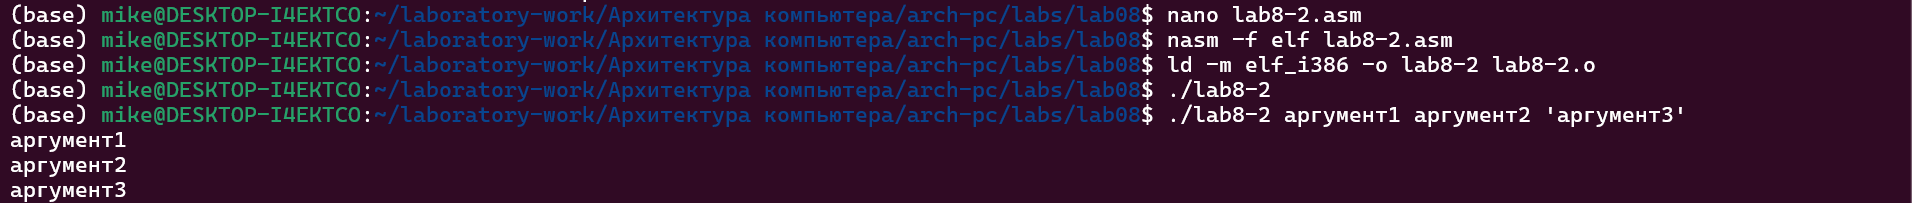 (base) mike@DESKTOP-I4EKTCO:~/laboratory-work/Архитектура компьютера/arch-pc/labs/lab08$ nano lab8-2.asm
(base) mike@DESKTOP-I4EKTCO:~/laboratory-work/Архитектура компьютера/arch-pc/labs/lab08$ nasm -f elf lab8-2.asm
(base) mike@DESKTOP-I4EKTCO:~/laboratory-work/Архитектура компьютера/arch-pc/labs/lab08$ ld -m elf_i386 -o lab8-2 lab8-2.o
(base) mike@DESKTOP-I4EKTCO:~/laboratory-work/Архитектура компьютера/arch-pc/labs/lab08$ ./lab8-2
(base) mike@DESKTOP-I4EKTCO:~/laboratory-work/Архитектура компьютера/arch-pc/labs/lab08$ ./lab8-2 аргумент1 аргумент2 'аргумент3'
аргумент1
аргумент2
аргумент3